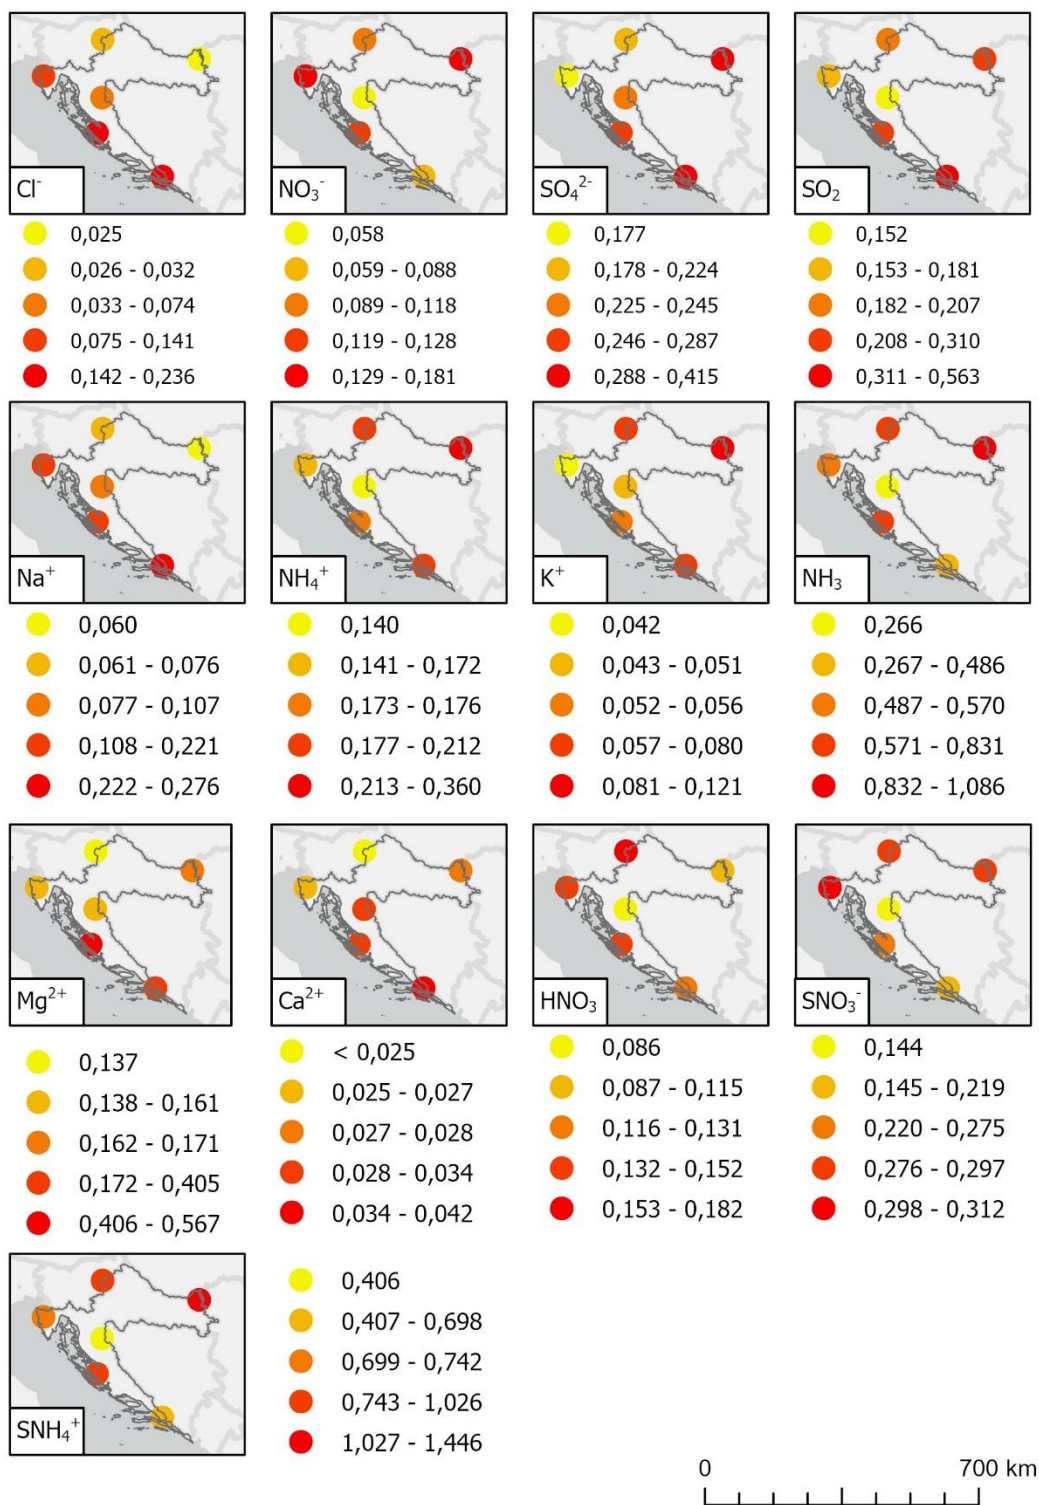 Cl⁻
0,025
0,026 - 0,032
0,033 - 0,074
0,075 - 0,141
0,142 - 0,236
NO₃⁻
0,058
0,059 - 0,088
0,089 - 0,118
0,119 - 0,128
0,129 - 0,181
SO₄²⁻
0,177
0,178 - 0,224
0,225 - 0,245
0,246 - 0,287
0,288 - 0,415
SO₂
0,152
0,153 - 0,181
0,182 - 0,207
0,208 - 0,310
0,311 - 0,563
Na⁺
0,060
0,061 - 0,076
0,077 - 0,107
0,108 - 0,221
0,222 - 0,276
NH₄⁺
0,140
0,141 - 0,172
0,173 - 0,176
0,177 - 0,212
0,213 - 0,360
K⁺
0,042
0,043 - 0,051
0,052 - 0,056
0,057 - 0,080
0,081 - 0,121
NH₃
0,266
0,267 - 0,486
0,487 - 0,570
0,571 - 0,831
0,832 - 1,086
Mg²⁺
0,137
0,138 - 0,161
0,162 - 0,171
0,172 - 0,405
0,406 - 0,567
Ca²⁺
< 0,025
0,025 - 0,027
0,027 - 0,028
0,028 - 0,034
0,034 - 0,042
HNO₃
0,086
0,087 - 0,115
0,116 - 0,131
0,132 - 0,152
0,153 - 0,182
SNO₃⁻
0,144
0,145 - 0,219
0,220 - 0,275
0,276 - 0,297
0,298 - 0,312
SNH₄⁺
0,406
0,407 - 0,698
0,699 - 0,742
0,743 - 1,026
1,027 - 1,446
0 700 km